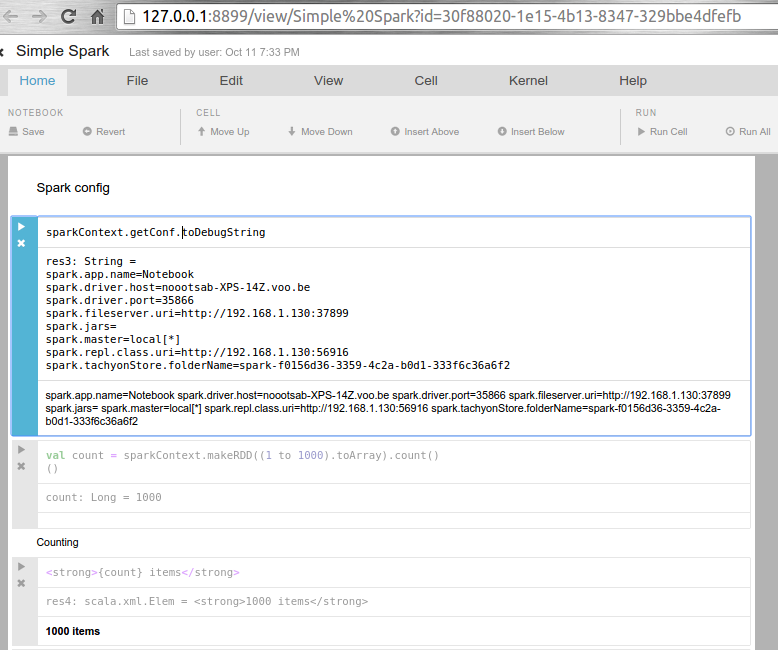 127.0.0.1:8899/view/Simple%20Spark?id=30f88020-1e15-4b13-8347-329bbe4dfefb
Simple Spark Last saved by user: Oct 11 7:33 PM
Home File Edit View Cell Kernel Help
NOTEBOOK CELL RUN
Save Revert Move Up Move Down Insert Above Insert Below Run Cell Run All
Spark config
sparkContext.getConf.toDebugString
res3: String =
spark.app.name=Notebook
spark.driver.host=noootsab-XPS-14Z.voo.be
spark.driver.port=35866
spark.fileserver.uri=http://192.168.1.130:37899
spark.jars=
spark.master=local[*]
spark.repl.class.uri=http://192.168.1.130:56916
spark.tachyonStore.folderName=spark-f0156d36-3359-4c2a-b0d1-333f6c36a6f2
spark.app.name=Notebook spark.driver.host=noootsab-XPS-14Z.voo.be spark.driver.port=35866 spark.fileserver.uri=http://192.168.1.130:37899
spark.jars= spark.master=local[*] spark.repl.class.uri=http://192.168.1.130:56916 spark.tachyonStore.folderName=spark-f0156d36-3359-4c2a-
b0d1-333f6c36a6f2
val count = sparkContext.makeRDD((1 to 1000).toArray).count()
()
count: Long = 1000
Counting
<strong>{count} items</strong>
res4: scala.xml.Elem = <strong>1000 items</strong>
1000 items